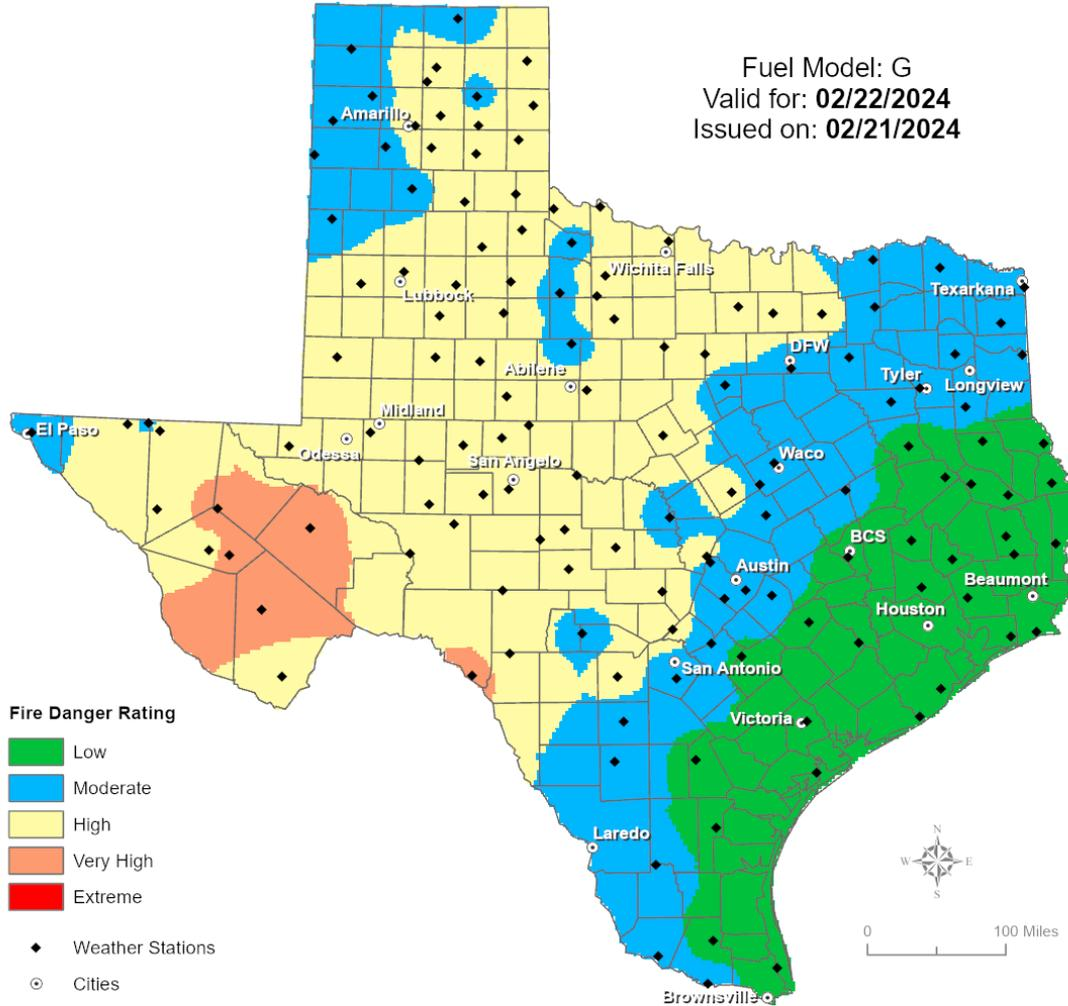 Fuel Model: G
Valid for: 02/22/2024
Issued on: 02/21/2024
Amarillo
Wichita Falls
Lubbock
Texarkana
DFW
Abilene
Tyler
Longview
Midland
El Paso
Odessa
San Angelo
Waco
BCS
Austin
Beaumont
Houston
San Antonio
Victoria
Laredo
Brownsville
Fire Danger Rating
Low
Moderate
High
Very High
Extreme
Weather Stations
Cities
N
W E
S
0 100 Miles